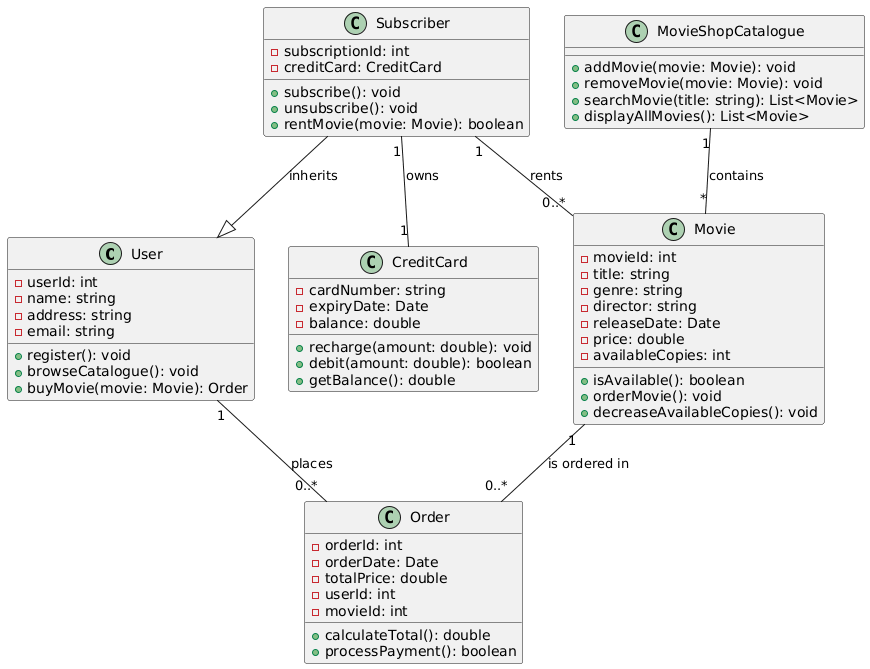 C Subscriber
subscriptionId: int
creditCard: CreditCard
subscribe(): void
unsubscribe(): void
rentMovie(movie: Movie): boolean
C MovieShopCatalogue
addMovie(movie: Movie): void
removeMovie(movie: Movie): void
searchMovie(title: string): List<Movie>
displayAllMovies(): List<Movie>
1
1
1
inherits
owns
rents
contains
1
0..*
*
C User
userId: int
name: string
address: string
email: string
register(): void
browseCatalogue(): void
buyMovie(movie: Movie): Order
C CreditCard
cardNumber: string
expiryDate: Date
balance: double
recharge(amount: double): void
debit(amount: double): boolean
getBalance(): double
C Movie
movieId: int
title: string
genre: string
director: string
releaseDate: Date
price: double
availableCopies: int
isAvailable(): boolean
orderMovie(): void
decreaseAvailableCopies(): void
1
1
places
is ordered in
0..*
0..*
C Order
orderId: int
orderDate: Date
totalPrice: double
userId: int
movieId: int
calculateTotal(): double
processPayment(): boolean